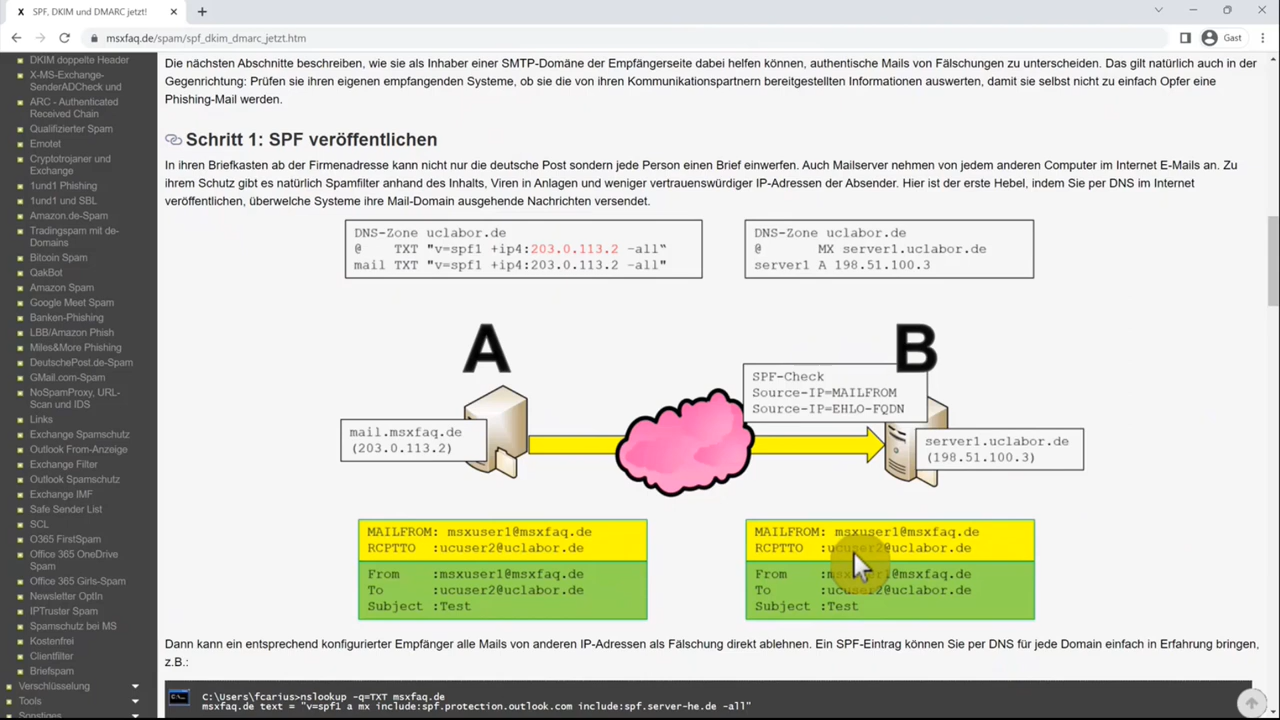 SPF, DKIM und DMARC jetzt!
msxfaq.de/spam/spf_dkim_dmarc_jetzt.htm
Gast
DKIM doppelte Header
X-MS-Exchange-
SenderADCheck und
ARC - Authenticated
Received Chain
Qualifizierter Spam
Emotet
Cryptotrojaner und
Exchange
1und1 Phishing
1und1 und SBL
Amazon.de-Spam
Tradingspam mit de-
Domains
Bitcoin Spam
QakBot
Amazon Spam
Google Meet Spam
Banken-Phishing
LBB/Amazon Phish
Miles&More Phishing
DeutschePost.de-Spam
GMail.com-Spam
NoSpamProxy, URL-
Scan und IDS
Links
Exchange Spamschutz
Outlook From-Anzeige
Exchange Filter
Outlook Spamschutz
Exchange IMF
Safe Sender List
SCL
O365 FirstSpam
Office 365 OneDrive
Spam
Office 365 Girls-Spam
Newsletter OptIn
IPTruster Spam
Spamschutz bei MS
Kostenfrei
Clientfilter
Briefspam
Verschlüsselung
Tools
Sonstiges
Die nächsten Abschnitte beschreiben, wie sie als Inhaber einer SMTP-Domäne der Empfängerseite dabei helfen können, authentische Mails von Fälschungen zu unterscheiden. Das gilt natürlich auch in der
Gegenrichtung: Prüfen sie ihren eigenen empfangenden Systeme, ob sie die von ihren Kommunikationspartnern bereitgestellten Informationen auswerten, damit sie selbst nicht zu einfach Opfer eine
Phishing-Mail werden.
Schritt 1: SPF veröffentlichen
In ihren Briefkasten ab der Firmenadresse kann nicht nur die deutsche Post sondern jede Person einen Brief einwerfen. Auch Mailserver nehmen von jedem anderen Computer im Internet E-Mails an. Zu
ihrem Schutz gibt es natürlich Spamfilter anhand des Inhalts, Viren in Anlagen und weniger vertrauenswürdiger IP-Adressen der Absender. Hier ist der erste Hebel, indem Sie per DNS im Internet
veröffentlichen, überwelche Systeme ihre Mail-Domain ausgehende Nachrichten versendet.
DNS-Zone uclabor.de
@ TXT "v=spf1 +ip4:203.0.113.2 -all“
mail TXT "v=spf1 +ip4:203.0.113.2 -all"
DNS-Zone uclabor.de
@ MX server1.uclabor.de
server1 A 198.51.100.3
A
B
SPF-Check
Source-IP=MAILFROM
Source-IP=EHLO-FQDN
mail.msxfaq.de
(203.0.113.2)
server1.uclabor.de
(198.51.100.3)
MAILFROM: msxuser1@msxfaq.de
RCPTTO :ucuser2@uclabor.de
From :msxuser1@msxfaq.de
To :ucuser2@uclabor.de
Subject :Test
MAILFROM: msxuser1@msxfaq.de
RCPTTO :ucuser2@uclabor.de
From :msxuser1@msxfaq.de
To :ucuser2@uclabor.de
Subject :Test
Dann kann ein entsprechend konfigurierter Empfänger alle Mails von anderen IP-Adressen als Fälschung direkt ablehnen. Ein SPF-Eintrag können Sie per DNS für jede Domain einfach in Erfahrung bringen,
z.B.:
C:\Users\fcarius>nslookup -q=TXT msxfaq.de
msxfaq.de text = "v=spf1 a mx include:spf.protection.outlook.com include:spf.server-he.de -all"